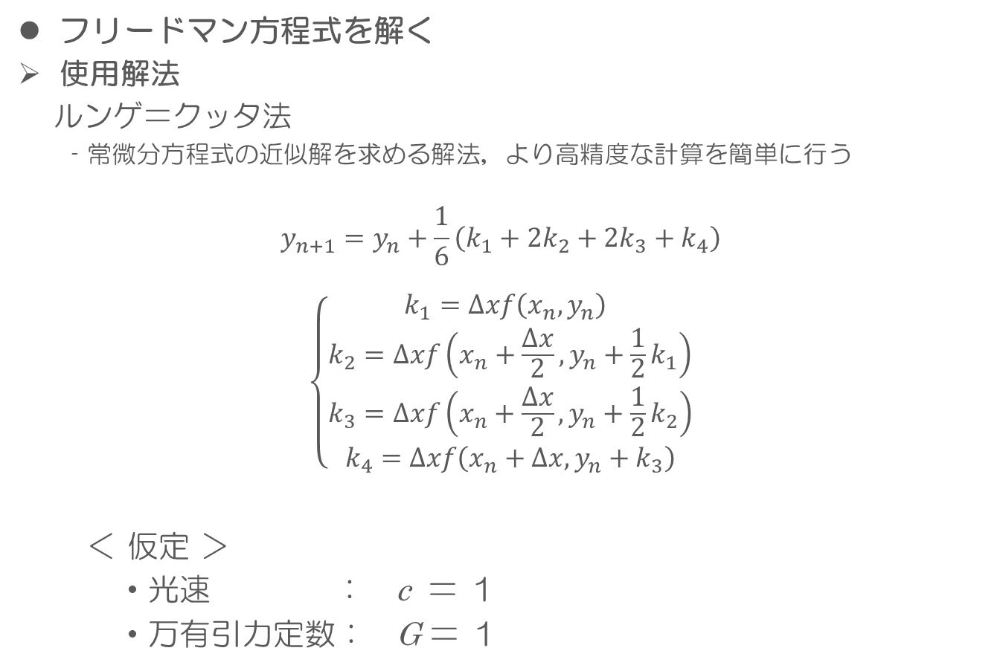 ● フリードマン方程式を解く
➢ 使用解法
ルンゲ＝クッタ法
- 常微分方程式の近似解を求める解法，より高精度な計算を簡単に行う
$y_{n+1} = y_n + \frac{1}{6}(k_1 + 2k_2 + 2k_3 + k_4)$
$k_1 = \Delta x f(x_n, y_n)$
$k_2 = \Delta x f\left(x_n + \frac{\Delta x}{2}, y_n + \frac{1}{2}k_1\right)$
$k_3 = \Delta x f\left(x_n + \frac{\Delta x}{2}, y_n + \frac{1}{2}k_2\right)$
$k_4 = \Delta x f(x_n + \Delta x, y_n + k_3)$
＜ 仮定 ＞
・光速 ： c ＝ 1
・万有引力定数： G＝ 1